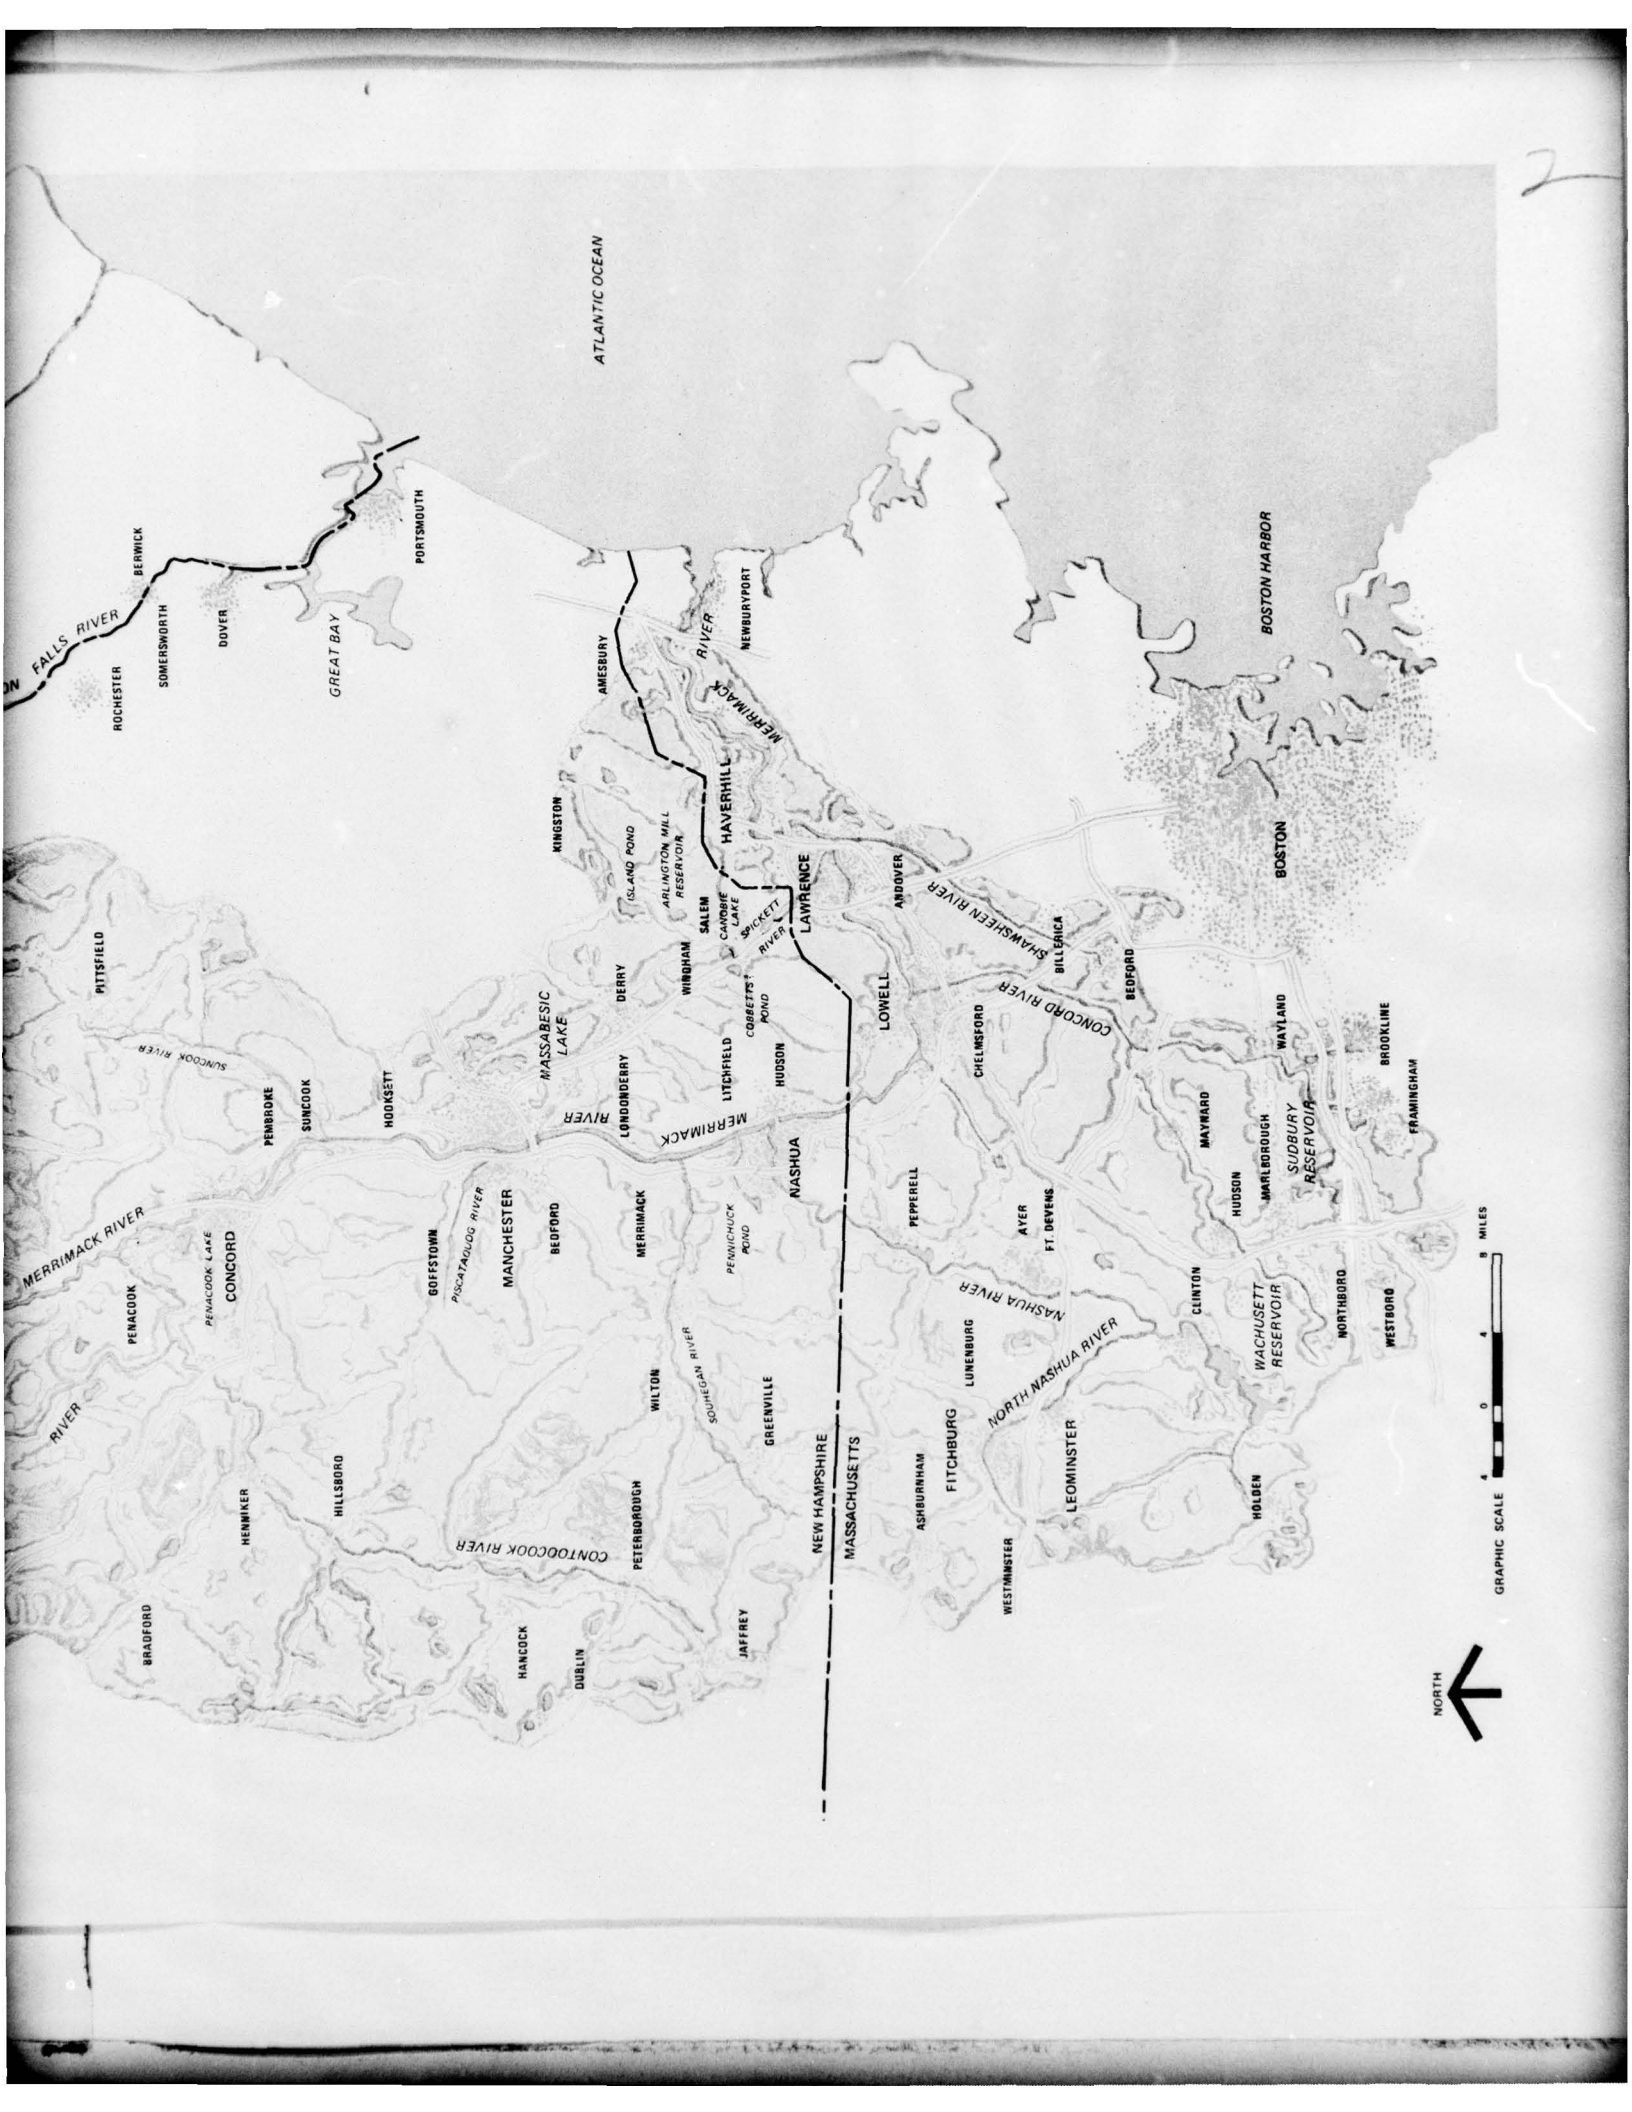 2
ATLANTIC OCEAN
BOSTON HARBOR
ON FALLS RIVER
BERWICK
SOMERSWORTH
ROCHESTER
DOVER
GREAT BAY
PORTSMOUTH
AMESBURY
NEWBURYPORT
MERRIMACK RIVER
KINGSTON
HAVERHILL
ISLAND POND
ARLINGTON MILL
RESERVOIR
SALEM
CANOBIE
LAKE
SPICKETT
RIVER
LAWRENCE
ANDOVER
SHAWSHEEN RIVER
BILLERICA
BEDFORD
BOSTON
PITTSFIELD
SUNCOOK RIVER
PEMBROKE
SUNCOOK
HOOKSETT
MASSABESIC
LAKE
DERRY
WINDHAM
COBBETTS
POND
LONDONDERRY
LITCHFIELD
HUDSON
MERRIMACK RIVER
LOWELL
CHELMSFORD
CONCORD RIVER
WAYLAND
BROOKLINE
FRAMINGHAM
MAYNARD
MARLBOROUGH
SUDBURY
RESERVOIR
HUDSON
MERRIMACK RIVER
PENACOOK
PENACOOK LAKE
CONCORD
GOFFSTOWN
PISCATAQUOG RIVER
MANCHESTER
BEDFORD
MERRIMACK
PENNICHUCK
POND
NASHUA
PEPPERELL
AYER
FT. DEVENS
NASHUA RIVER
CLINTON
WACHUSETT
RESERVOIR
NORTHBORO
WESTBORO
RIVER
HENNIKER
HILLSBORO
CONTOOCOOK RIVER
PETERBOROUGH
WILTON
SOUHEGAN RIVER
GREENVILLE
NEW HAMPSHIRE
MASSACHUSETTS
LUNENBURG
NORTH NASHUA RIVER
FITCHBURG
ASHBURNHAM
LEOMINSTER
WESTMINSTER
HOLDEN
BRADFORD
HANCOCK
DUBLIN
JAFFREY
GRAPHIC SCALE 4 0 4 8 MILES
NORTH